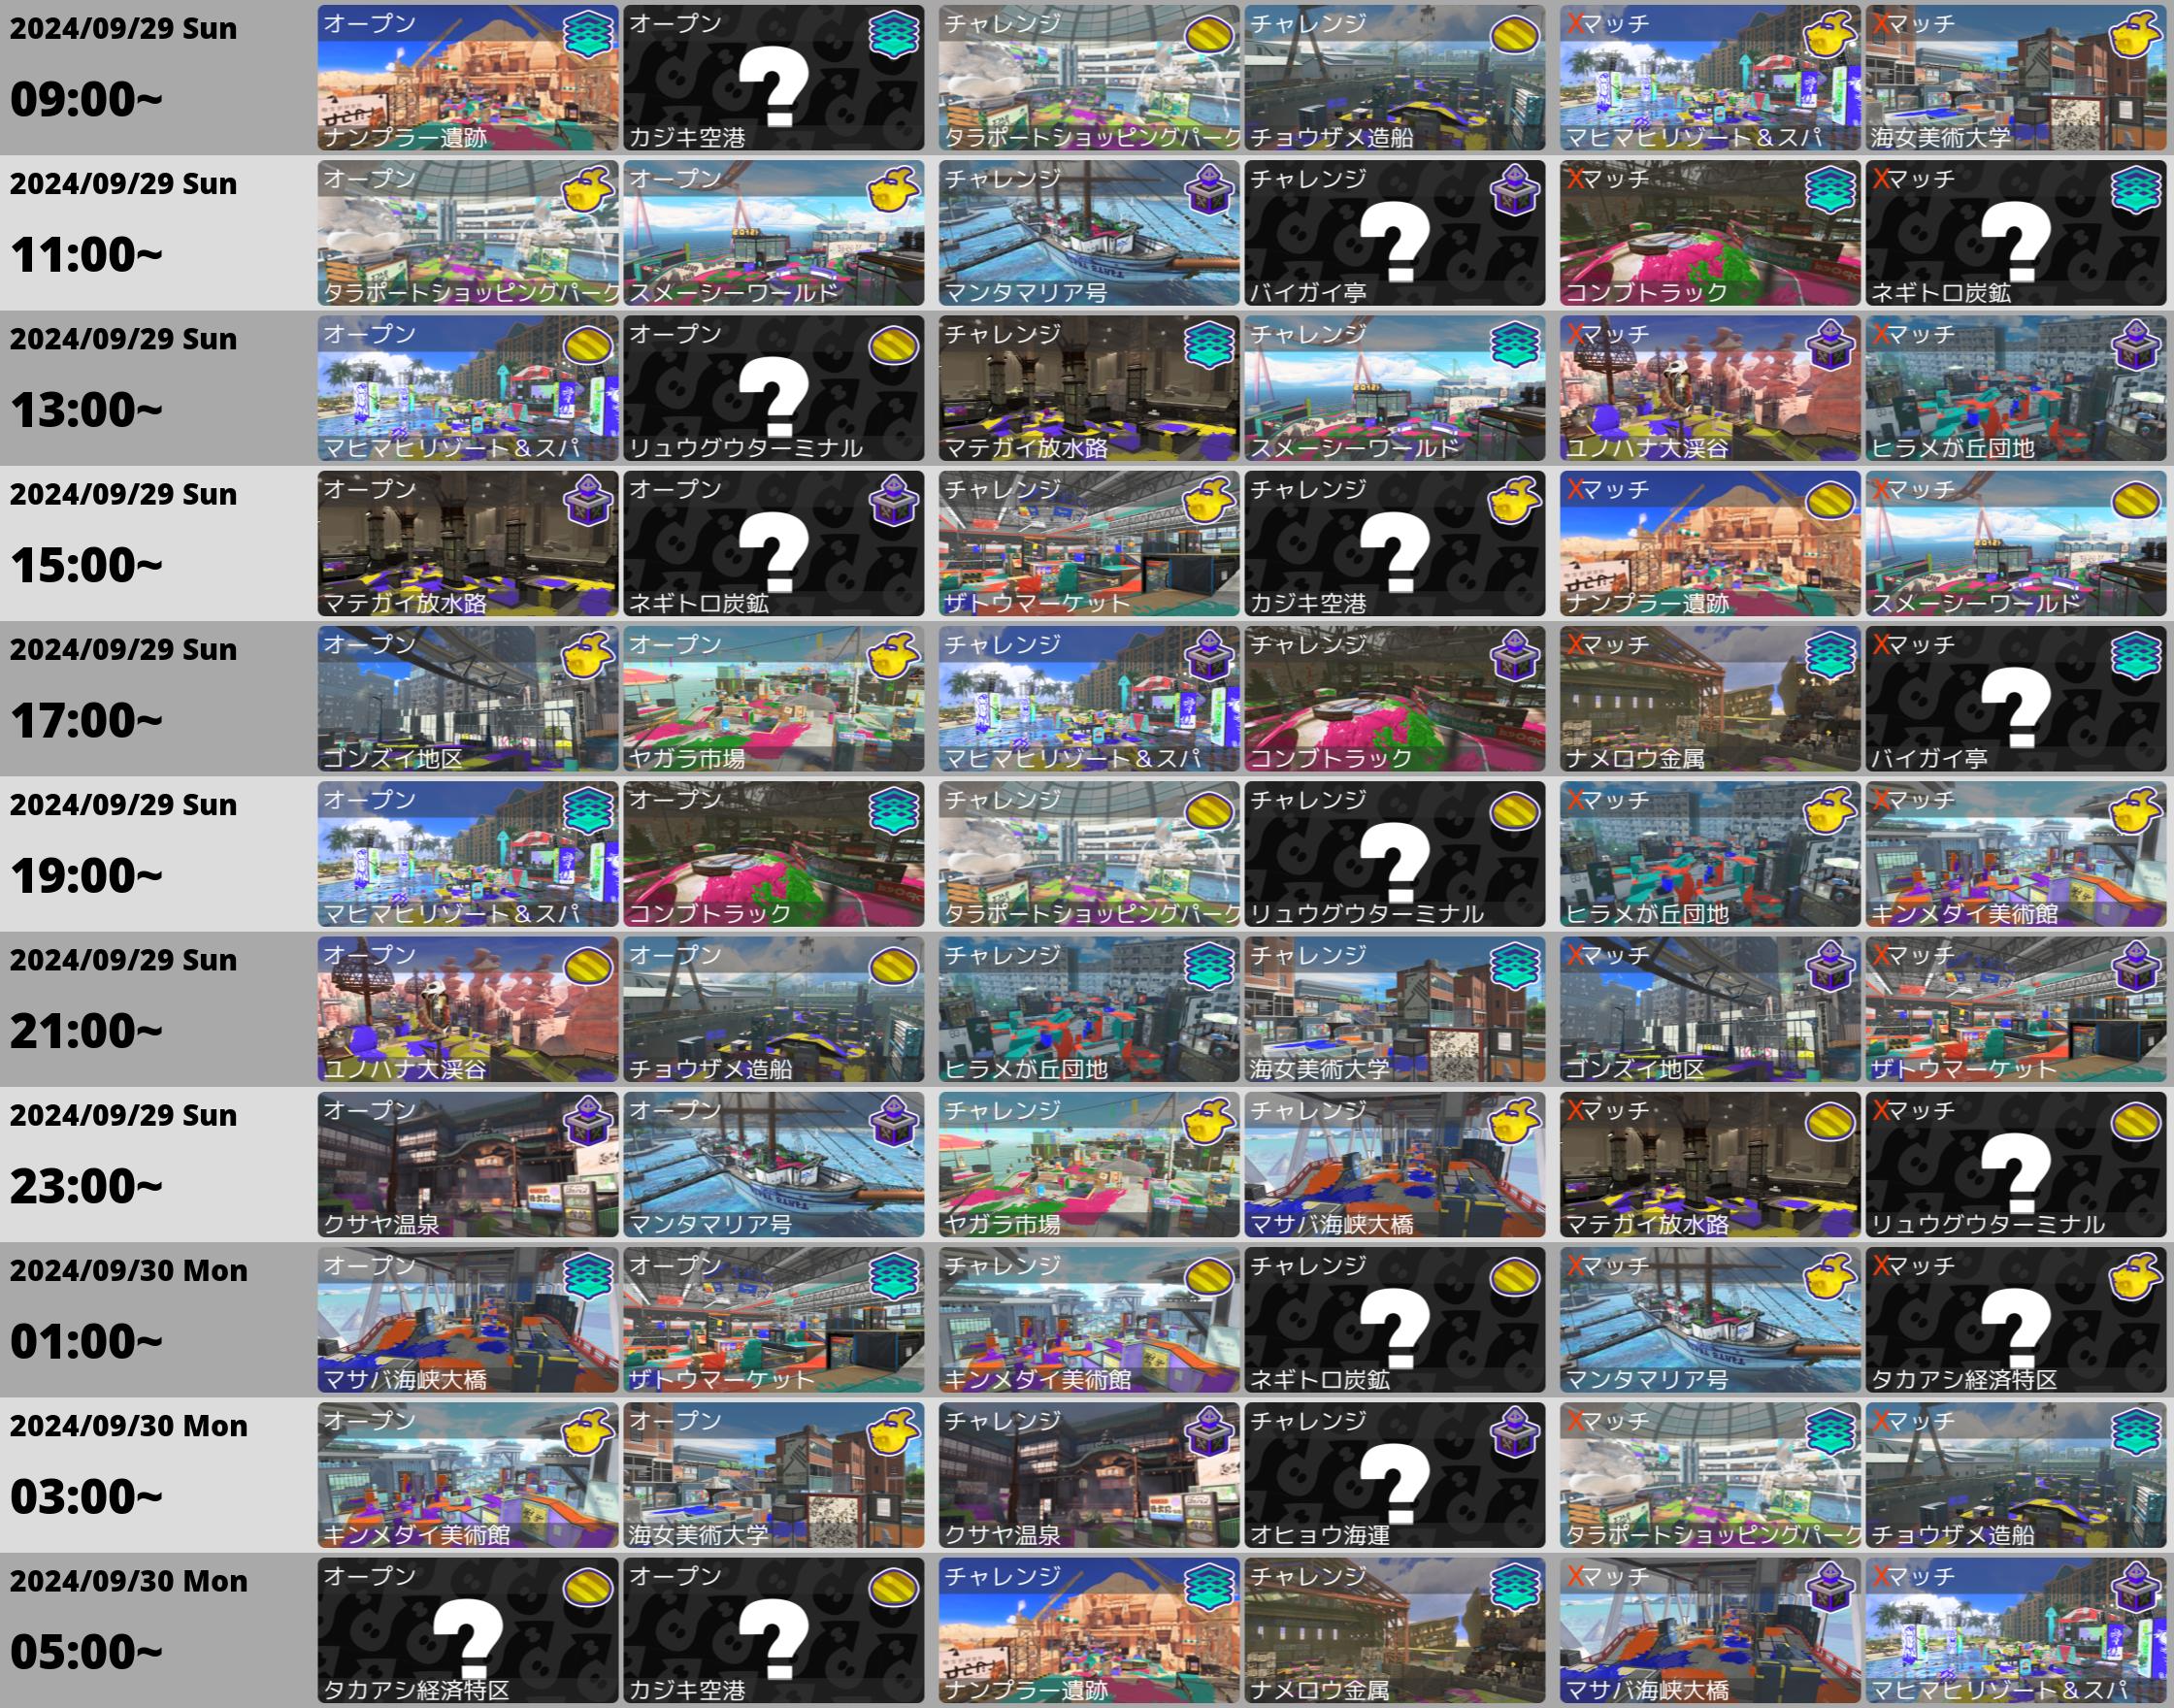 2024/09/29 Sun
09:00~
オープン
ナンプラー遺跡
オープン
カジキ空港
チャレンジ
タラポートショッピングパーク
チャレンジ
チョウザメ造船
Xマッチ
マヒマヒリゾート＆スパ
Xマッチ
海女美術大学
2024/09/29 Sun
11:00~
オープン
タラポートショッピングパーク
オープン
スメーシーワールド
チャレンジ
マンタマリア号
チャレンジ
バイガイ亭
Xマッチ
コンブトラック
Xマッチ
ネギトロ炭鉱
2024/09/29 Sun
13:00~
オープン
マヒマヒリゾート＆スパ
オープン
リュウグウターミナル
チャレンジ
マテガイ放水路
チャレンジ
スメーシーワールド
Xマッチ
ユノハナ大渓谷
Xマッチ
ヒラメが丘団地
2024/09/29 Sun
15:00~
オープン
マテガイ放水路
オープン
ネギトロ炭鉱
チャレンジ
ザトウマーケット
チャレンジ
カジキ空港
Xマッチ
ナンプラー遺跡
Xマッチ
スメーシーワールド
2024/09/29 Sun
17:00~
オープン
ゴンズイ地区
オープン
ヤガラ市場
チャレンジ
マヒマヒリゾート＆スパ
チャレンジ
コンブトラック
Xマッチ
ナメロウ金属
Xマッチ
バイガイ亭
2024/09/29 Sun
19:00~
オープン
マヒマヒリゾート＆スパ
オープン
コンブトラック
チャレンジ
タラポートショッピングパーク
チャレンジ
リュウグウターミナル
Xマッチ
ヒラメが丘団地
Xマッチ
キンメダイ美術館
2024/09/29 Sun
21:00~
オープン
ユノハナ大渓谷
オープン
チョウザメ造船
チャレンジ
ヒラメが丘団地
チャレンジ
海女美術大学
Xマッチ
ゴンズイ地区
Xマッチ
ザトウマーケット
2024/09/29 Sun
23:00~
オープン
クサヤ温泉
オープン
マンタマリア号
チャレンジ
ヤガラ市場
チャレンジ
マサバ海峡大橋
Xマッチ
マテガイ放水路
Xマッチ
リュウグウターミナル
2024/09/30 Mon
01:00~
オープン
マサバ海峡大橋
オープン
ザトウマーケット
チャレンジ
キンメダイ美術館
チャレンジ
ネギトロ炭鉱
Xマッチ
マンタマリア号
Xマッチ
タカアシ経済特区
2024/09/30 Mon
03:00~
オープン
キンメダイ美術館
オープン
海女美術大学
チャレンジ
クサヤ温泉
チャレンジ
オヒョウ海運
Xマッチ
タラポートショッピングパーク
Xマッチ
チョウザメ造船
2024/09/30 Mon
05:00~
オープン
タカアシ経済特区
オープン
カジキ空港
チャレンジ
ナンプラー遺跡
チャレンジ
ナメロウ金属
Xマッチ
マサバ海峡大橋
Xマッチ
マヒマヒリゾート＆スパ